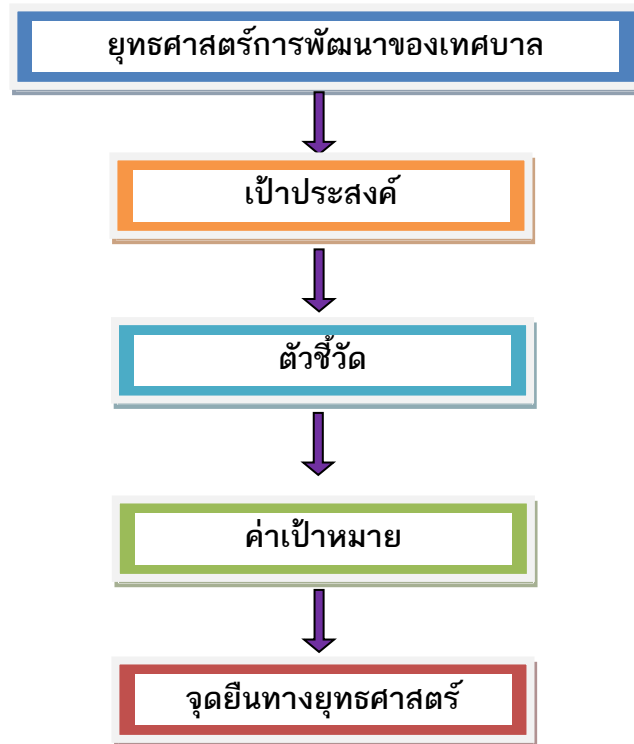 ยุทธศาสตร์การพัฒนาของเทศบาล
เป้าประสงค์
ตัวชี้วัด
ค่าเป้าหมาย
จุดยืนทางยุทธศาสตร์